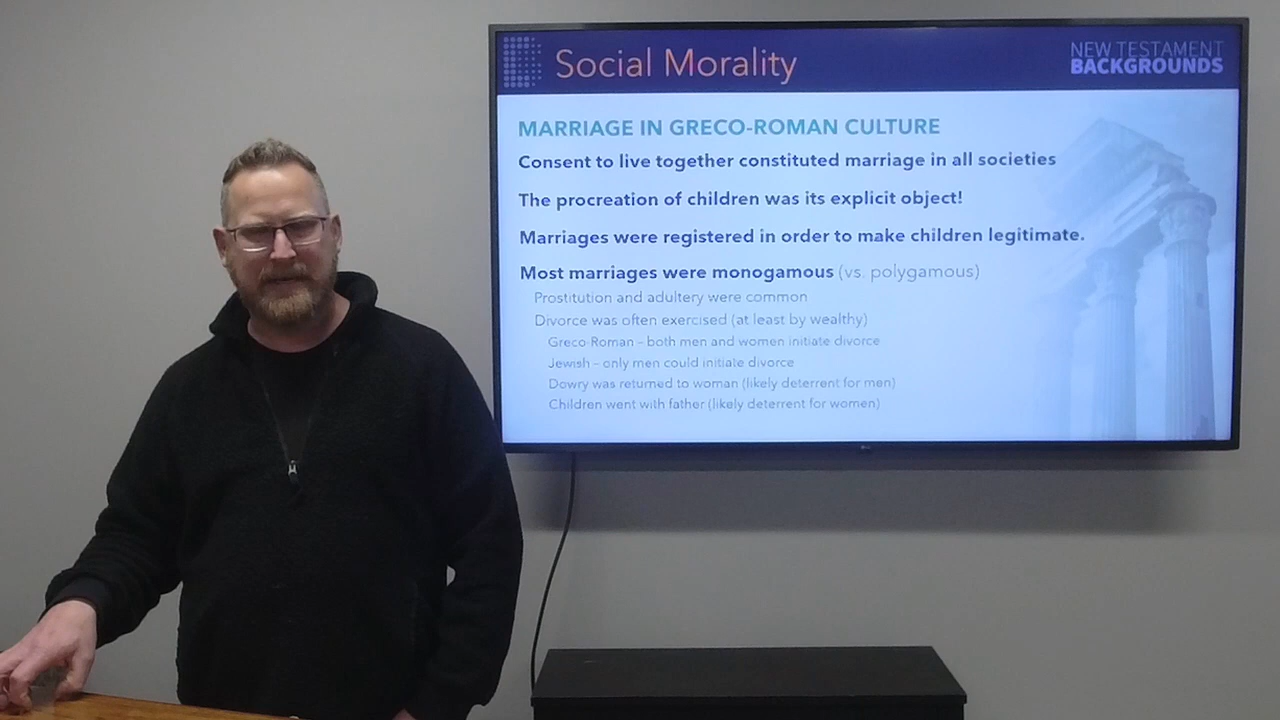 Social Morality
NEW TESTAMENT
BACKGROUNDS
MARRIAGE IN GRECO-ROMAN CULTURE
Consent to live together constituted marriage in all societies
The procreation of children was its explicit object!
Marriages were registered in order to make children legitimate.
Most marriages were monogamous (vs. polygamous)
Prostitution and adultery were common
Divorce was often exercised (at least by wealthy)
Greco-Roman – both men and women initiate divorce
Jewish – only men could initiate divorce
Dowry was returned to woman (likely deterrent for men)
Children went with father (likely deterrent for women)